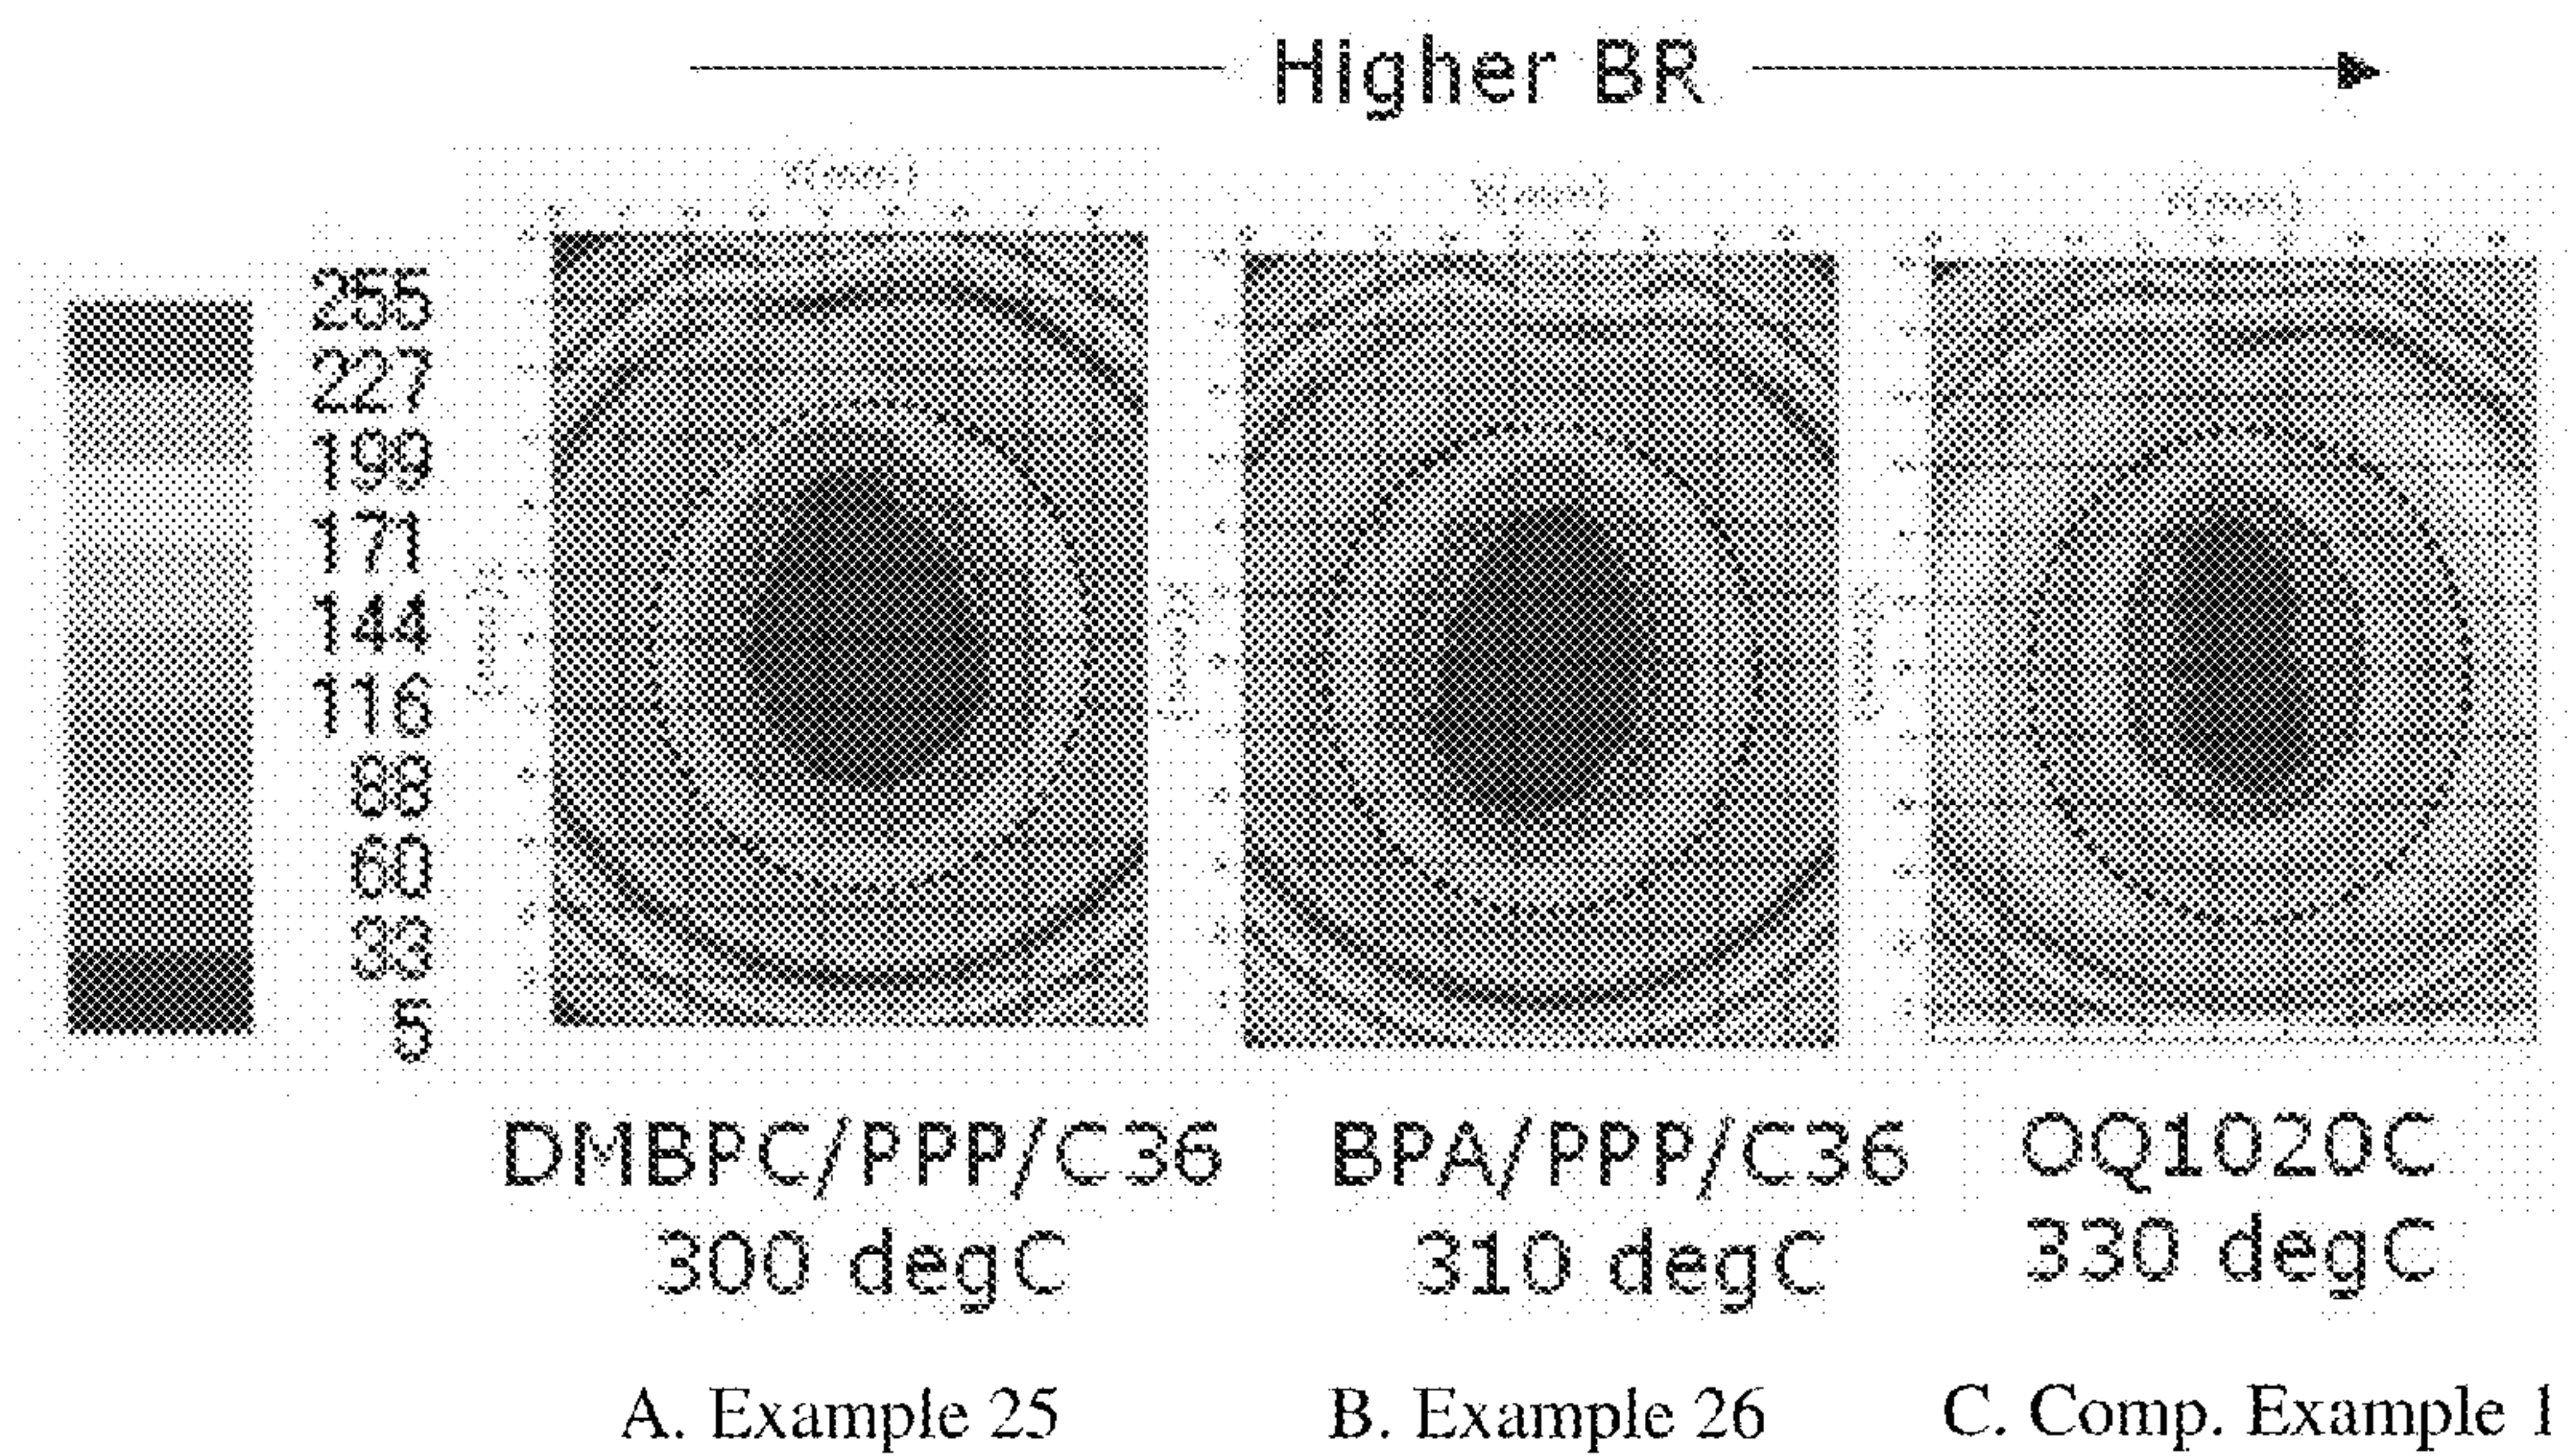 Higher BR
255
227
199
171
144
116
88
60
33
5
DMBPC/PPP/C36
300 degC
BPA/PPP/C36
310 degC
OQ1020C
330 degC
A. Example 25
B. Example 26
C. Comp. Example 1